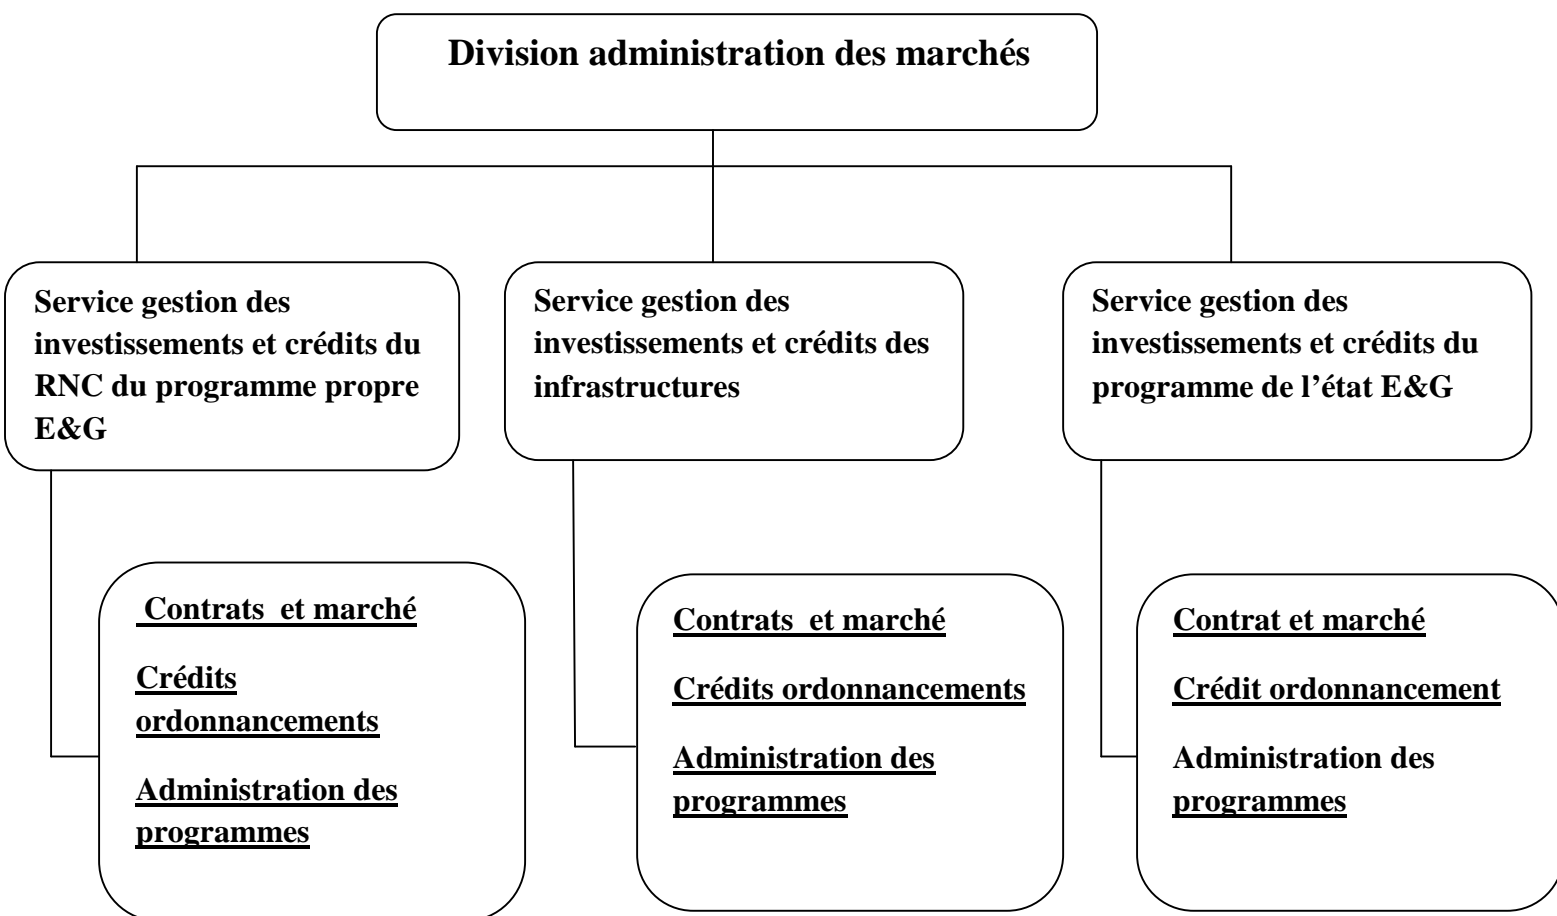 Division administration des marchés
Service gestion des
investissements et crédits du
RNC du programme propre
E&G
Service gestion des
investissements et crédits des
infrastructures
Service gestion des
investissements et crédits du
programme de l’état E&G
Contrats et marché
Crédits
ordonnancements
Administration des
programmes
Contrats et marché
Crédits ordonnancements
Administration des
programmes
Contrat et marché
Crédit ordonnancement
Administration des
programmes